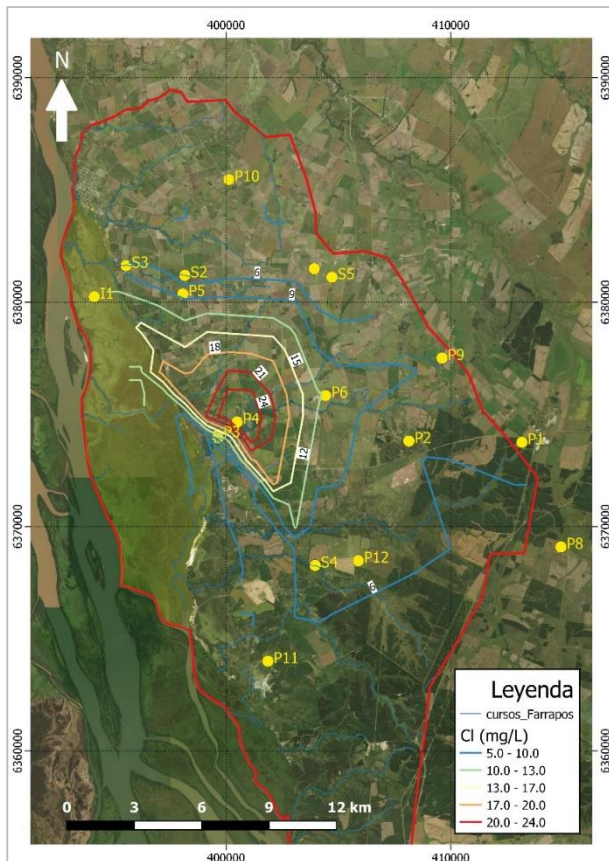 400000 410000
6390000
N
P10
S3
S2
S5
6
I1
P5
9
6380000
15
18
P9
21
P6
24
P4
P3
12
P2
P1
6370000
P8
P12
S4
6
P11
Leyenda
cursos_Farrapos
Cl (mg/L)
5.0 - 10.0
10.0 - 13.0
13.0 - 17.0
17.0 - 20.0
20.0 - 24.0
6360000
0 3 6 9 12 km
400000 410000
6390000
6380000
6370000
6360000